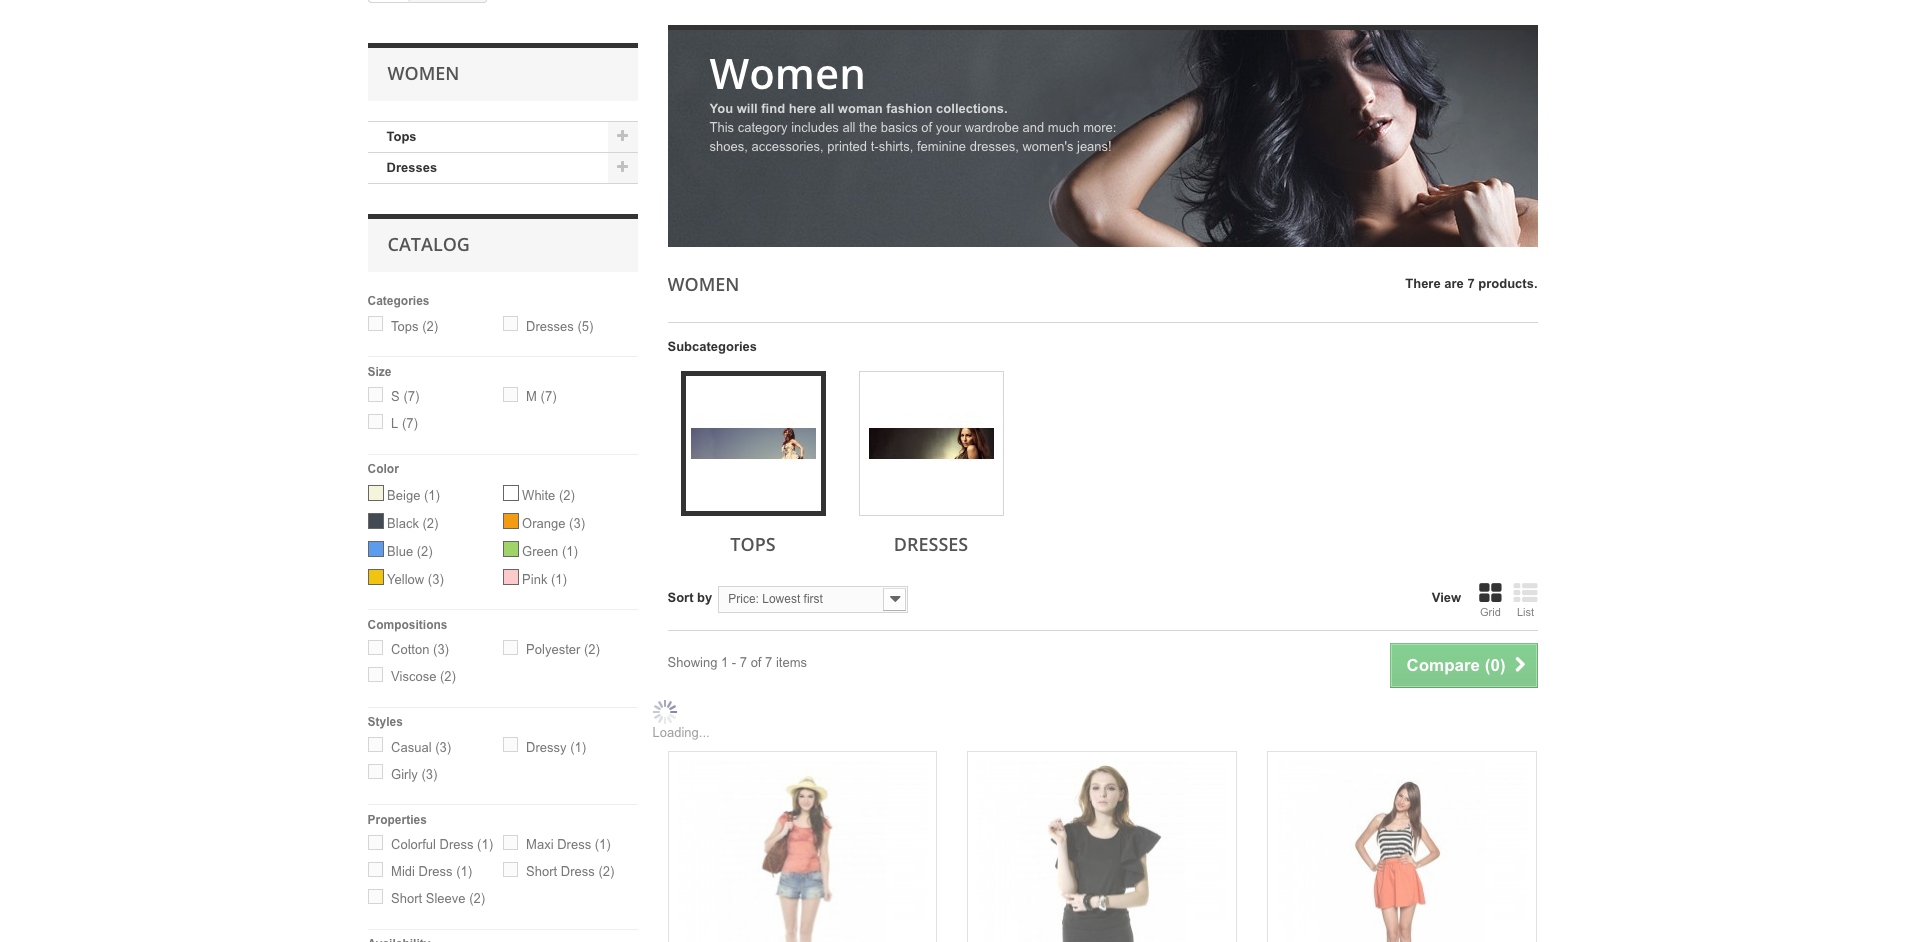 WOMEN
Tops
Dresses
CATALOG
Categories
Tops (2)
Dresses (5)
Size
S (7)
M (7)
L (7)
Color
Beige (1)
White (2)
Black (2)
Orange (3)
Blue (2)
Green (1)
Yellow (3)
Pink (1)
Compositions
Cotton (3)
Polyester (2)
Viscose (2)
Styles
Casual (3)
Dressy (1)
Girly (3)
Properties
Colorful Dress (1)
Maxi Dress (1)
Midi Dress (1)
Short Dress (2)
Short Sleeve (2)
Women
You will find here all woman fashion collections.
This category includes all the basics of your wardrobe and much more:
shoes, accessories, printed t-shirts, feminine dresses, women's jeans!
WOMEN
There are 7 products.
Subcategories
TOPS
DRESSES
Sort by
Price: Lowest first
View
Grid
List
Showing 1 - 7 of 7 items
Compare (0)
Loading...